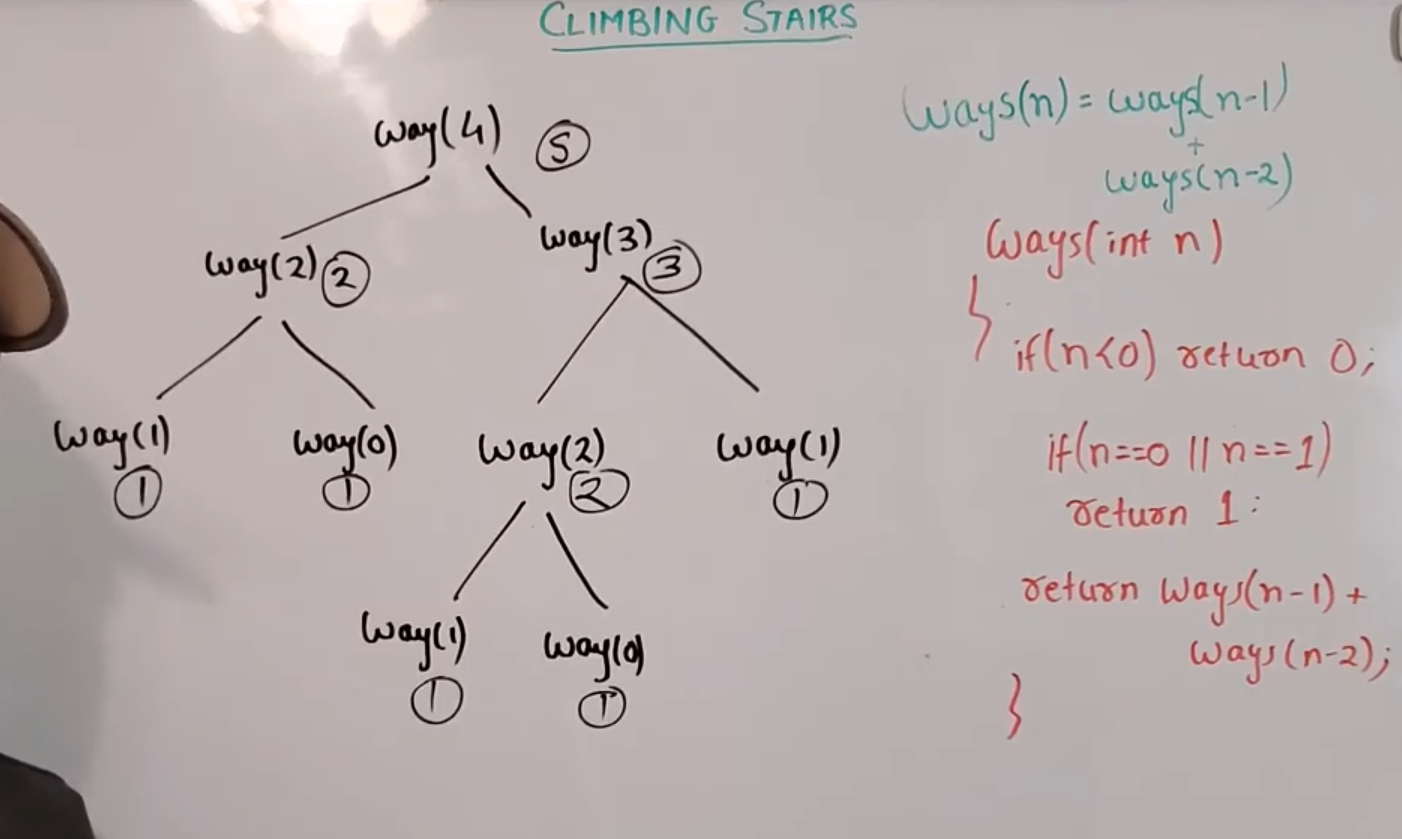 CLIMBING STAIRS
way(4) 5
way(2) 2
way(3) 3
way(1) 1
way(0) 1
way(2) 2
way(1) 1
way(1) 1
way(0) 1
ways(n) = ways(n-1)
+
ways(n-2)
Ways(int n)
{
if(n<0) return 0;
if(n==0 || n==1)
return 1:
return Ways(n-1) +
Ways(n-2);
}